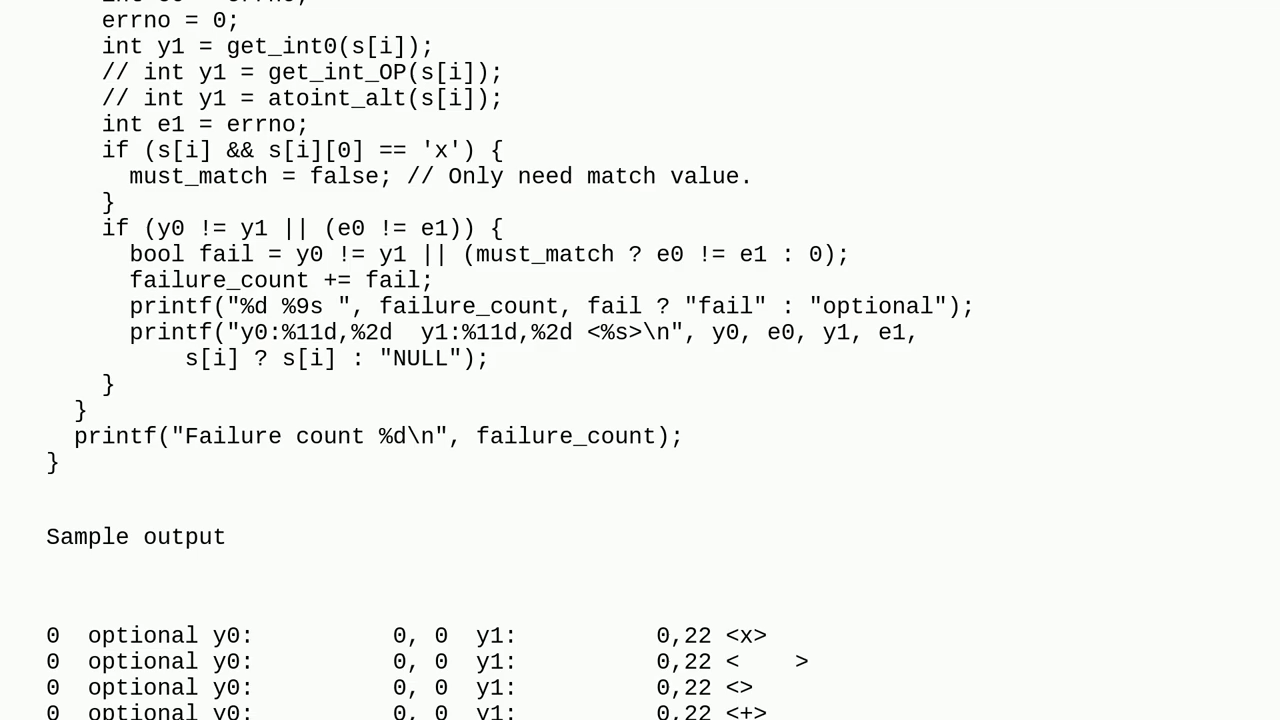 int e0 = errno;
    errno = 0;
    int y1 = get_int0(s[i]);
    // int y1 = get_int_OP(s[i]);
    // int y1 = atoint_alt(s[i]);
    int e1 = errno;
    if (s[i] && s[i][0] == 'x') {
      must_match = false; // Only need match value.
    }
    if (y0 != y1 || (e0 != e1)) {
      bool fail = y0 != y1 || (must_match ? e0 != e1 : 0);
      failure_count += fail;
      printf("%d %9s ", failure_count, fail ? "fail" : "optional");
      printf("y0:%11d,%2d  y1:%11d,%2d <%s>\n", y0, e0, y1, e1,
          s[i] ? s[i] : "NULL");
    }
  }
  printf("Failure count %d\n", failure_count);
}
Sample output
0  optional y0:          0, 0  y1:          0,22 <x>
0  optional y0:          0, 0  y1:          0,22 <    >
0  optional y0:          0, 0  y1:          0,22 <>
0  optional y0:          0, 0  y1:          0,22 <+>